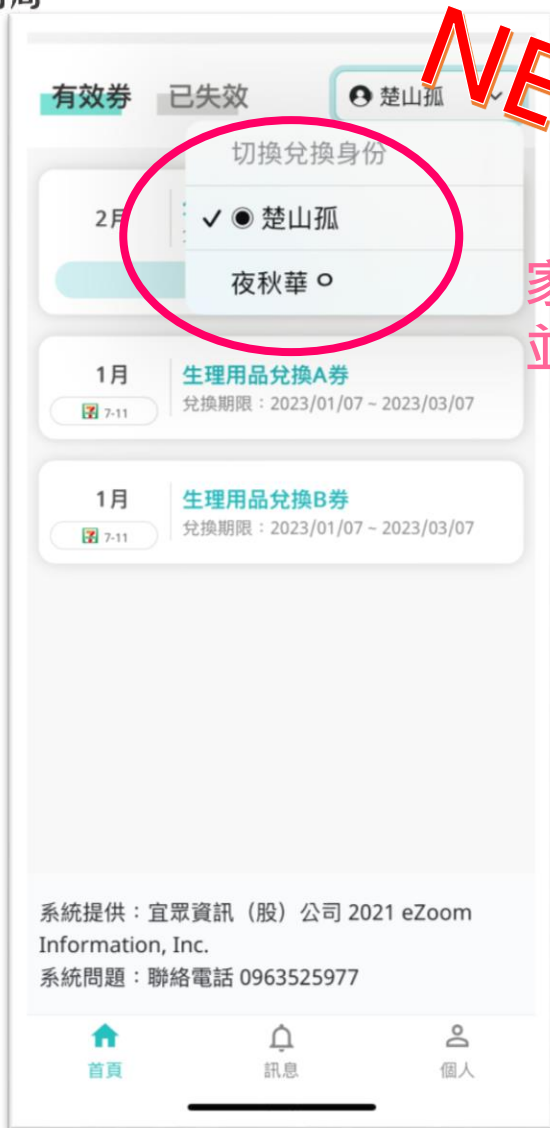 有效券 已失效 楚山孤
NE
切換兌換身份
2月
✓ ◉ 楚山孤
夜秋華
家
並
1月 生理用品兌換A券
7-11 兌換期限：2023/01/07 ~ 2023/03/07
1月 生理用品兌換B券
7-11 兌換期限：2023/01/07 ~ 2023/03/07
系統提供：宜眾資訊（股）公司 2021 eZoom
Information, Inc.
系統問題：聯絡電話 0963525977
首頁 訊息 個人